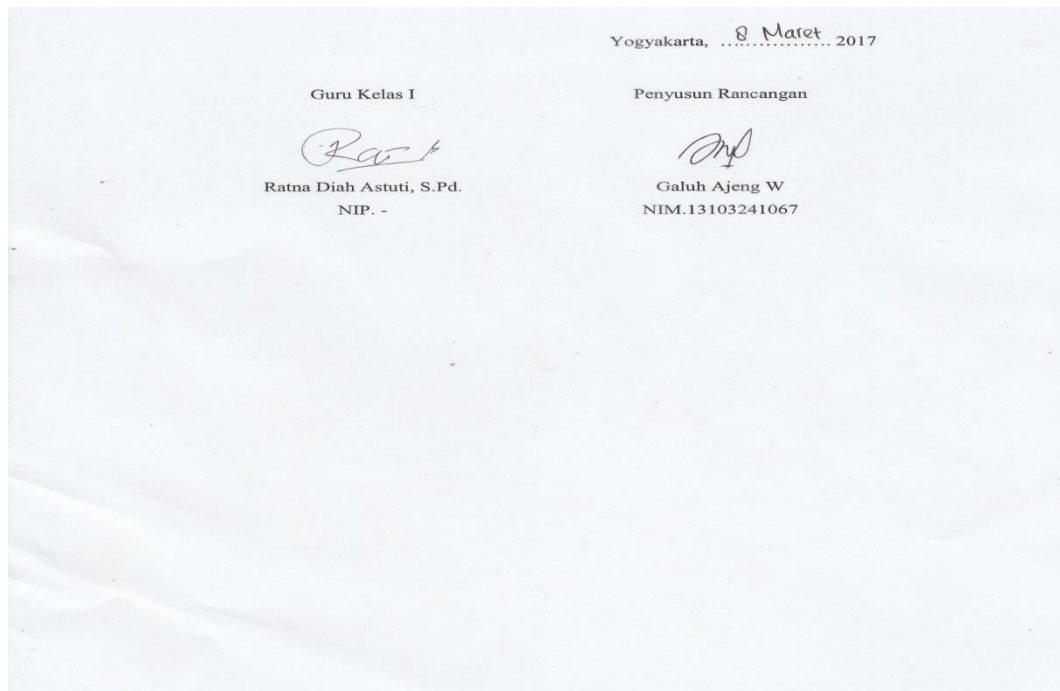 Yogyakarta, 8 Maret 2017
Guru Kelas I
Penyusun Rancangan
Ratna Diah Astuti, S.Pd.
Galuh Ajeng W
NIP. -
NIM.13103241067